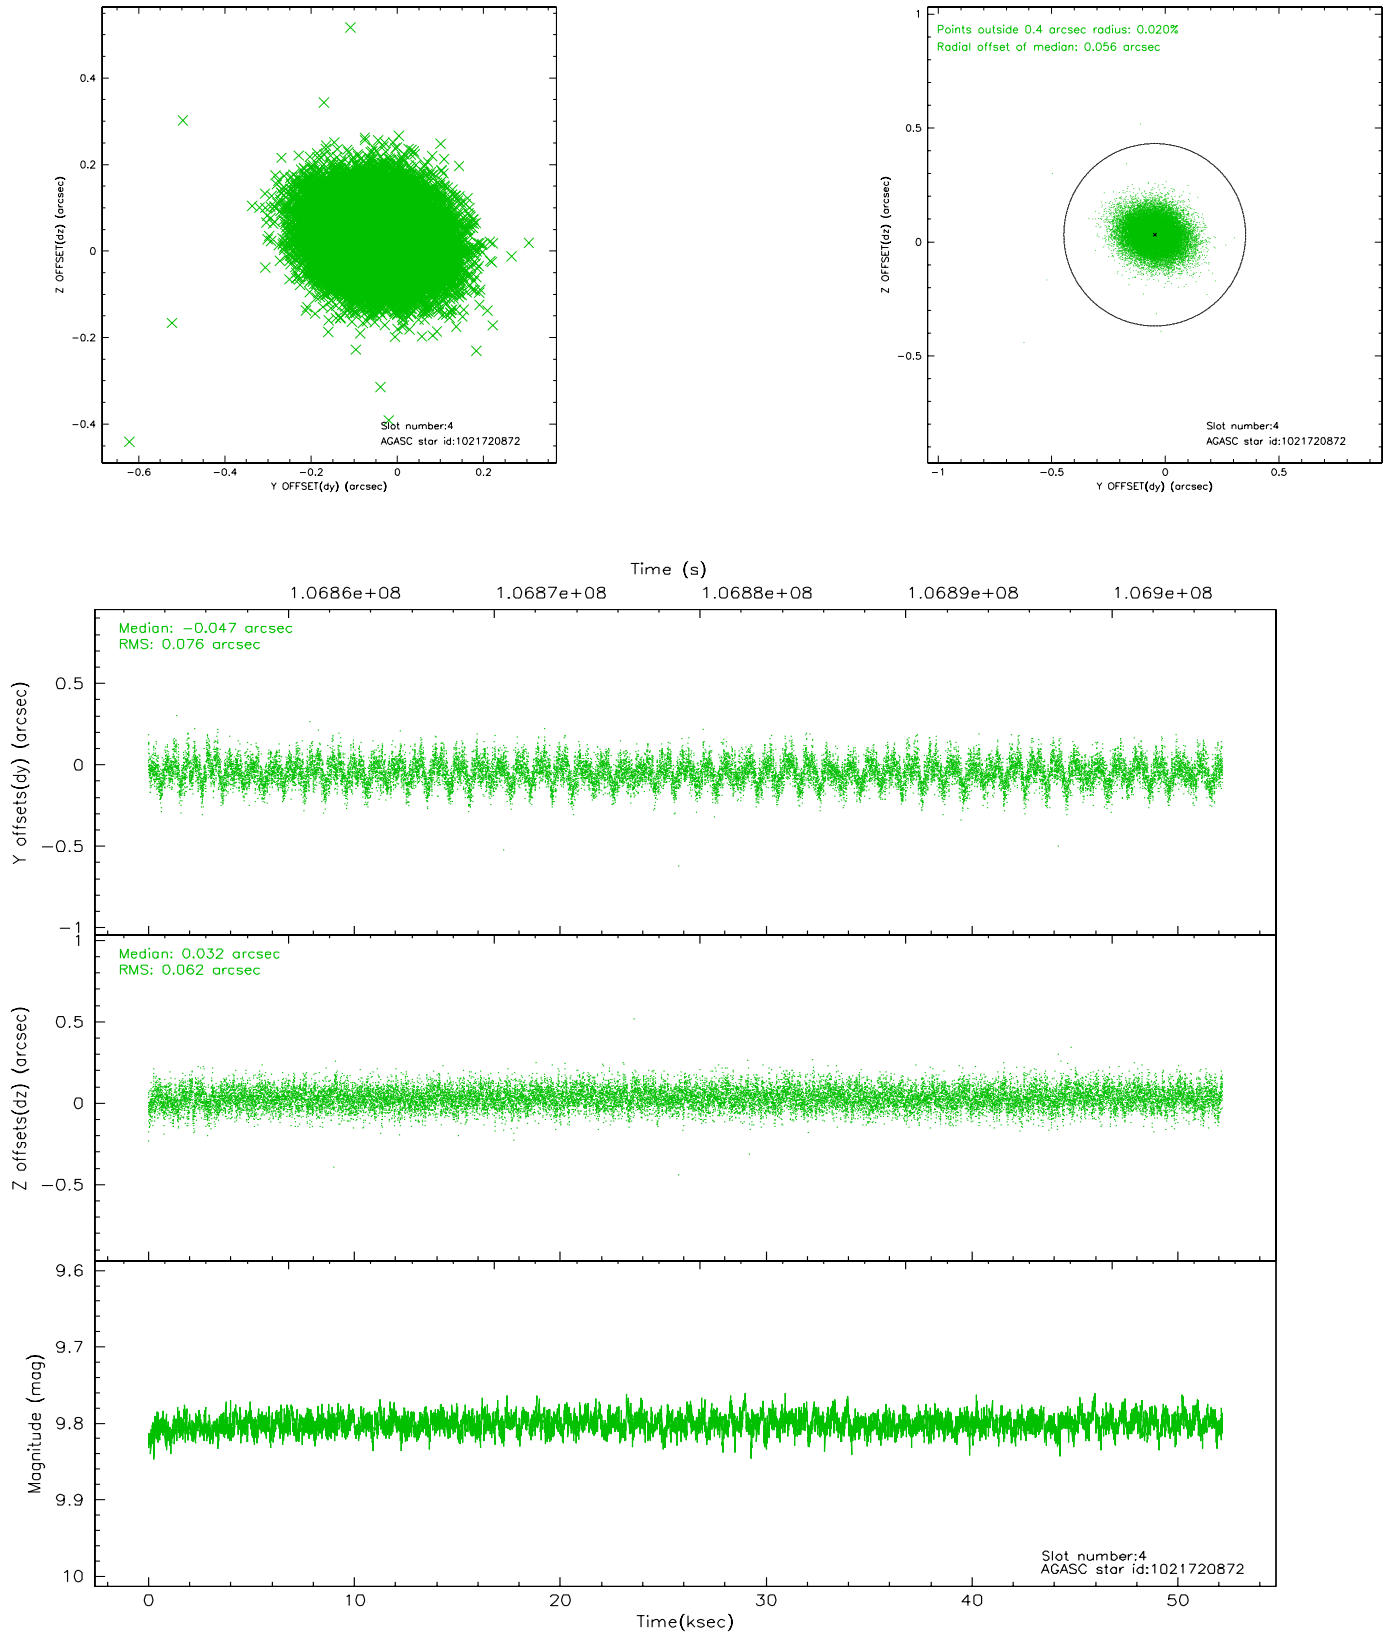 0.4
0.2
0
−0.2
−0.4
Z OFFSET(dz) (arcsec)
−0.6
−0.4
−0.2
0
0.2
Y OFFSET(dy) (arcsec)
Slot number:4
AGASC star id:1021720872
Points outside 0.4 arcsec radius: 0.020%
Radial offset of median: 0.056 arcsec
1
0.5
0
−0.5
Z OFFSET(dz) (arcsec)
−1
−0.5
0
0.5
Y OFFSET(dy) (arcsec)
Slot number:4
AGASC star id:1021720872
Time (s)
1.0686e+08
1.0687e+08
1.0688e+08
1.0689e+08
1.069e+08
Median: −0.047 arcsec
RMS: 0.076 arcsec
0.5
0
−0.5
−1
Y offsets(dy) (arcsec)
Median: 0.032 arcsec
RMS: 0.062 arcsec
1
0.5
0
−0.5
Z offsets(dz) (arcsec)
9.6
9.7
9.8
9.9
10
Magnitude (mag)
Slot number:4
AGASC star id:1021720872
0
10
20
30
40
50
Time(ksec)